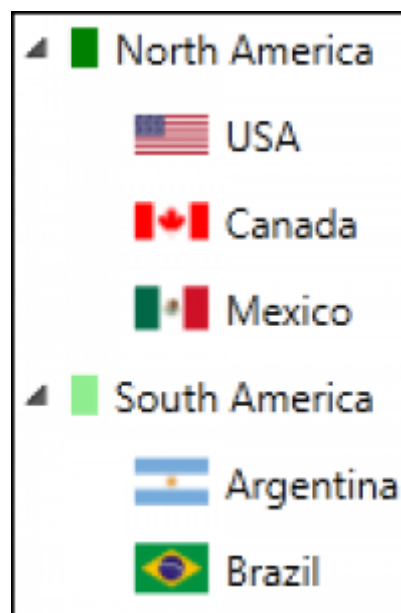 North America
USA
Canada
Mexico
South America
Argentina
Brazil